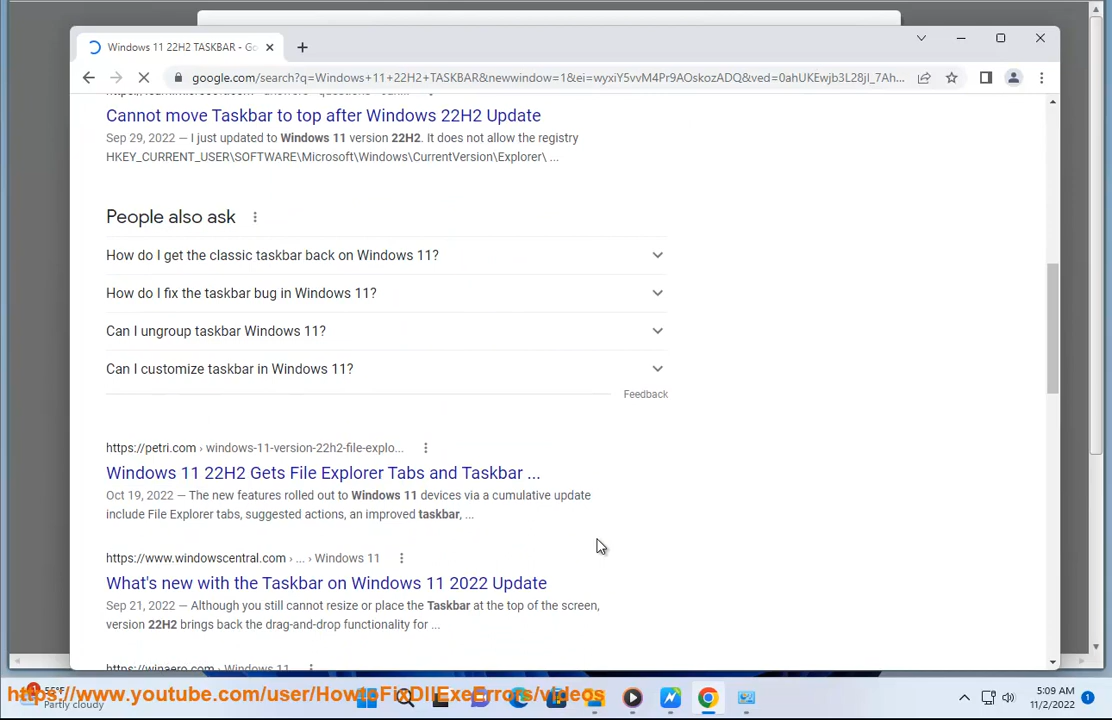 Windows 11 22H2 TASKBAR - Go
google.com/search?q=Windows+11+22H2+TASKBAR&newwindow=1&ei=wyxiY5vvM4Pr9AOskozADQ&ved=0ahUKEwjb3L28jI_7Ah...
Cannot move Taskbar to top after Windows 22H2 Update
Sep 29, 2022 — I just updated to Windows 11 version 22H2. It does not allow the registry
HKEY_CURRENT_USER\SOFTWARE\Microsoft\Windows\CurrentVersion\Explorer\ ...
People also ask
How do I get the classic taskbar back on Windows 11?
How do I fix the taskbar bug in Windows 11?
Can I ungroup taskbar Windows 11?
Can I customize taskbar in Windows 11?
Feedback
https://petri.com › windows-11-version-22h2-file-explo...
Windows 11 22H2 Gets File Explorer Tabs and Taskbar ...
Oct 19, 2022 — The new features rolled out to Windows 11 devices via a cumulative update
include File Explorer tabs, suggested actions, an improved taskbar, ...
https://www.windowscentral.com › ... › Windows 11
What's new with the Taskbar on Windows 11 2022 Update
Sep 21, 2022 — Although you still cannot resize or place the Taskbar at the top of the screen,
version 22H2 brings back the drag-and-drop functionality for ...
https://winaero.com › Windows 11
https://www.youtube.com/user/HowtoFixDllExeErrors/videos
Partly cloudy
5:09 AM
11/2/2022
1